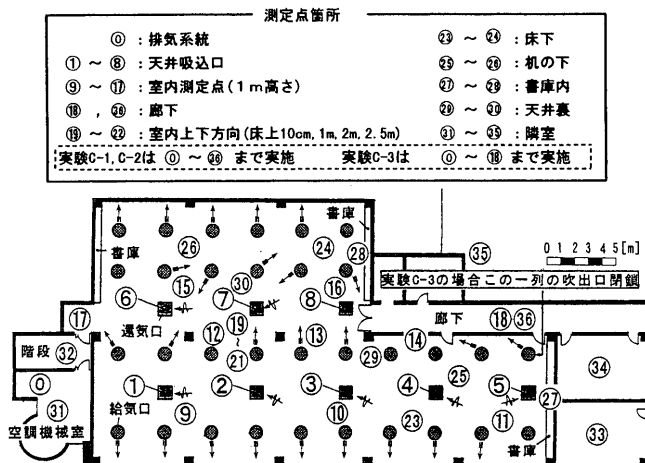 測定点箇所
⓪ : 排気系統
① ～ ⑧ : 天井吸込口
⑨ ～ ⑰ : 室内測定点(1m高さ)
⑱ , ㊱ : 廊下
⑲ ～ ㉒ : 室内上下方向(床上10cm,1m,2m,2.5m)
㉓ ～ ㉔ : 床下
㉕ ～ ㉖ : 机の下
㉗ ～ ㉘ : 書庫内
㉙ ～ ㉚ : 天井裏
㉛ ～ ㉟ : 隣室
実験C-1,C-2は ⓪ ～ ㊱ まで実施 実験C-3は ⓪ ～ ⑱ まで実施
書庫
書庫
㉖ ㉔ ㉘ ㉟
0 1 2 3 4 5[m]
⑮ ㉚ ⑯
実験C-3の場合この一列の吹出口閉鎖
⑥ ⑦ ⑧
⑰ 還気口 ⑫ ⑲ ～ ㉑ ⑬ 廊下 ⑱ ㊱
階段 ㉜ ㉙ ⑭
⓪ ① ② ③ ④ ㉕ ⑤ ㉞
㉛ 給気口 ⑨ ⑩ ㉓ ⑪ ㉗ ㉝
空調機械室
書庫